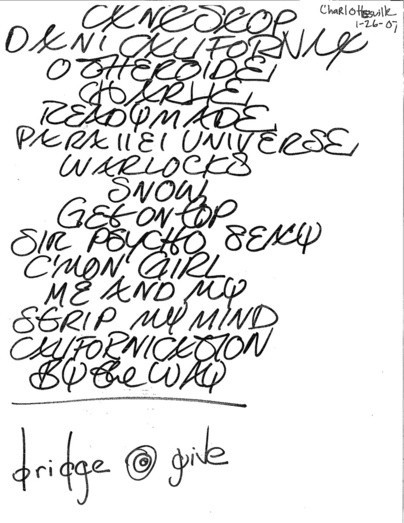 Charlottesville
1-26-07
CANTSTOP
DANI CALIFORNIA
OTHERSIDE
CHARLIE
READYMADE
PARALLEL UNIVERSE
WARLOCKS
SNOW
GET ON TOP
SIR PSYCHO SEXY
C'MON GIRL
ME AND MY
STRIP MY MIND
CALIFORNICATION
BY the WAY
bridge ◎ give